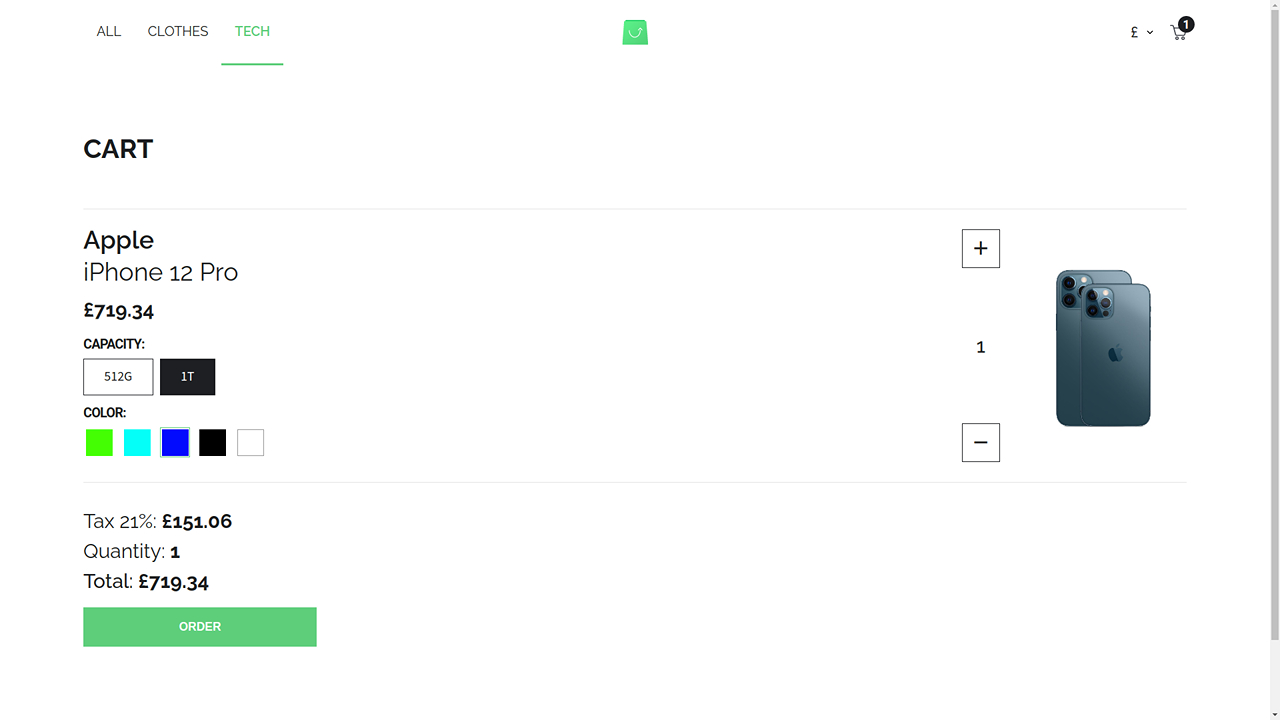 ALL CLOTHES TECH £ 1
CART
Apple
iPhone 12 Pro
£719.34
CAPACITY:
512G 1T
COLOR:
+
1
−
Tax 21%: £151.06
Quantity: 1
Total: £719.34
ORDER